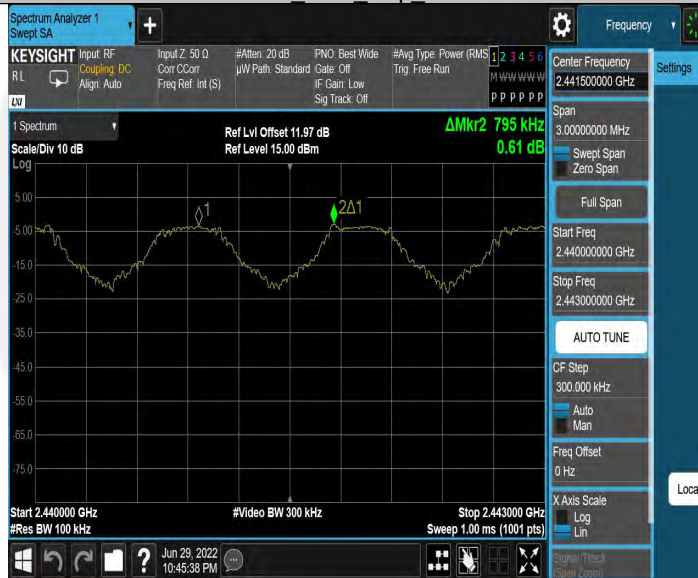 Spectrum Analyzer 1
Swept SA
Frequency
KEYSIGHT
RL
LXI
Input: RF
Coupling: DC
Align: Auto
Input Z: 50 Ω
Corr CCorr
Freq Ref: Int (S)
#Atten: 20 dB
µW Path: Standard
PNO: Best Wide
Gate: Off
IF Gain: Low
Sig Track: Off
#Avg Type: Power (RMS
Trig: Free Run
1 2 3 4 5 6
M W W W W W
P P P P P P
1 Spectrum
Scale/Div 10 dB
Log
Ref Lvl Offset 11.97 dB
Ref Level 15.00 dBm
ΔMkr2 795 kHz
0.61 dB
1
2Δ1
5.00
-5.00
-15.0
-25.0
-35.0
-45.0
-55.0
-65.0
-75.0
Start 2.440000 GHz
#Res BW 100 kHz
#Video BW 300 kHz
Stop 2.443000 GHz
Sweep 1.00 ms (1001 pts)
?
Jun 29, 2022
10:45:38 PM
Center Frequency
2.441500000 GHz
Span
3.00000000 MHz
Swept Span
Zero Span
Full Span
Start Freq
2.440000000 GHz
Stop Freq
2.443000000 GHz
AUTO TUNE
CF Step
300.000 kHz
Auto
Man
Freq Offset
0 Hz
X Axis Scale
Log
Lin
Signal Track
(Span Zoom)
Settings
Loca